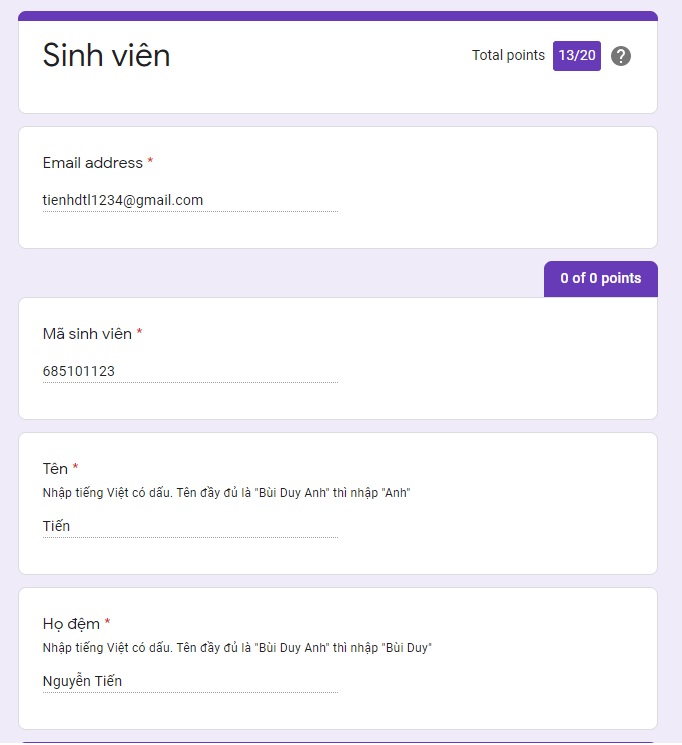 Sinh viên
Total points 13/20
Email address *
tienhdtl1234@gmail.com
0 of 0 points
Mã sinh viên *
685101123
Tên *
Nhập tiếng Việt có dấu. Tên đầy đủ là "Bùi Duy Anh" thì nhập "Anh"
Tiến
Họ đệm *
Nhập tiếng Việt có dấu. Tên đầy đủ là "Bùi Duy Anh" thì nhập "Bùi Duy"
Nguyễn Tiến